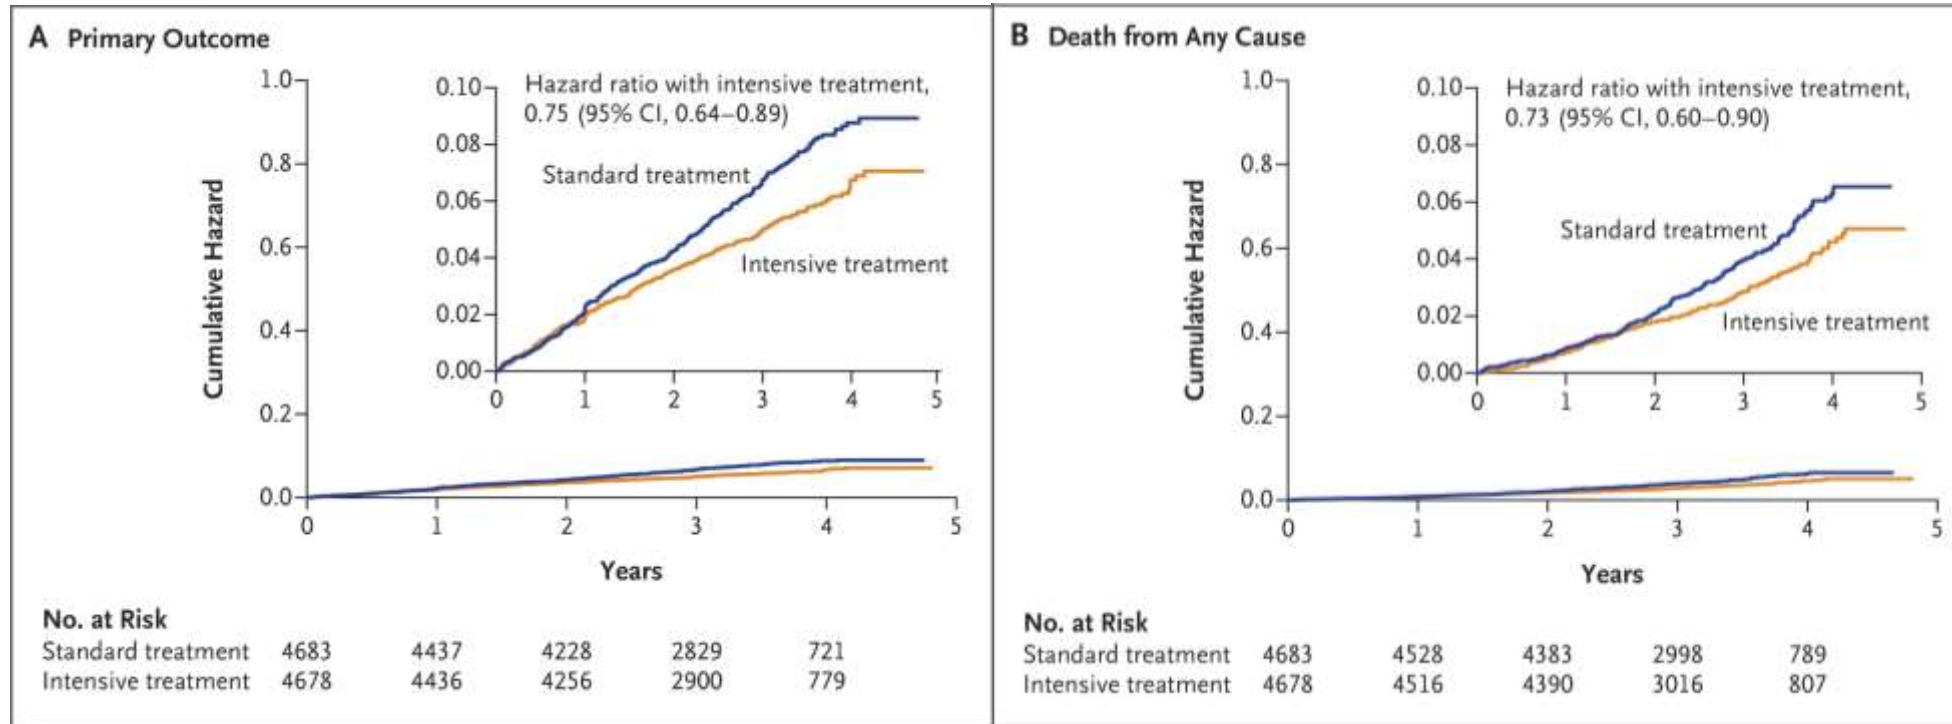 A Primary Outcome
Cumulative Hazard
1.0
0.8
0.6
0.4
0.2
0.0
0 1 2 3 4 5
Years
0.10
0.08
0.06
0.04
0.02
0.00
0 1 2 3 4 5
Hazard ratio with intensive treatment,
0.75 (95% CI, 0.64–0.89)
Standard treatment
Intensive treatment
No. at Risk
Standard treatment 4683 4437 4228 2829 721
Intensive treatment 4678 4436 4256 2900 779
B Death from Any Cause
Cumulative Hazard
1.0
0.8
0.6
0.4
0.2
0.0
0 1 2 3 4 5
Years
0.10
0.08
0.06
0.04
0.02
0.00
0 1 2 3 4 5
Hazard ratio with intensive treatment,
0.73 (95% CI, 0.60–0.90)
Standard treatment
Intensive treatment
No. at Risk
Standard treatment 4683 4528 4383 2998 789
Intensive treatment 4678 4516 4390 3016 807